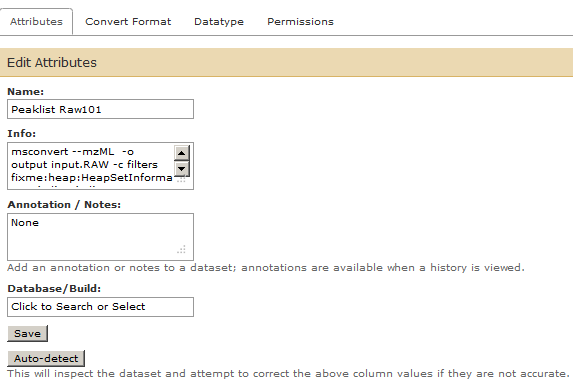 Attributes Convert Format Datatype Permissions
Edit Attributes
Name:
Peaklist Raw101
Info:
msconvert --mzML -o
output input.RAW -c filters
fixme:heap:HeapSetInforma
Annotation / Notes:
None
Add an annotation or notes to a dataset; annotations are available when a history is viewed.
Database/Build:
Click to Search or Select
Save
Auto-detect
This will inspect the dataset and attempt to correct the above column values if they are not accurate.